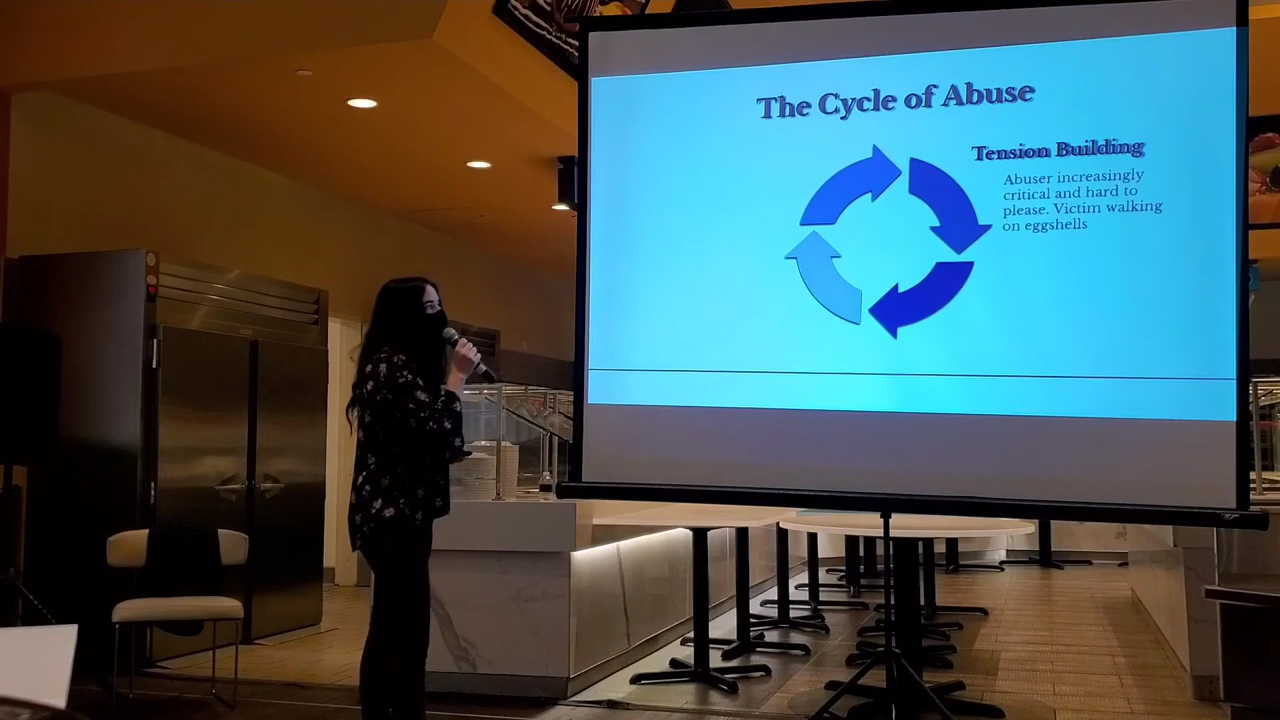 The Cycle of Abuse
Tension Building
Abuser increasingly
critical and hard to
please. Victim walking
on eggshells